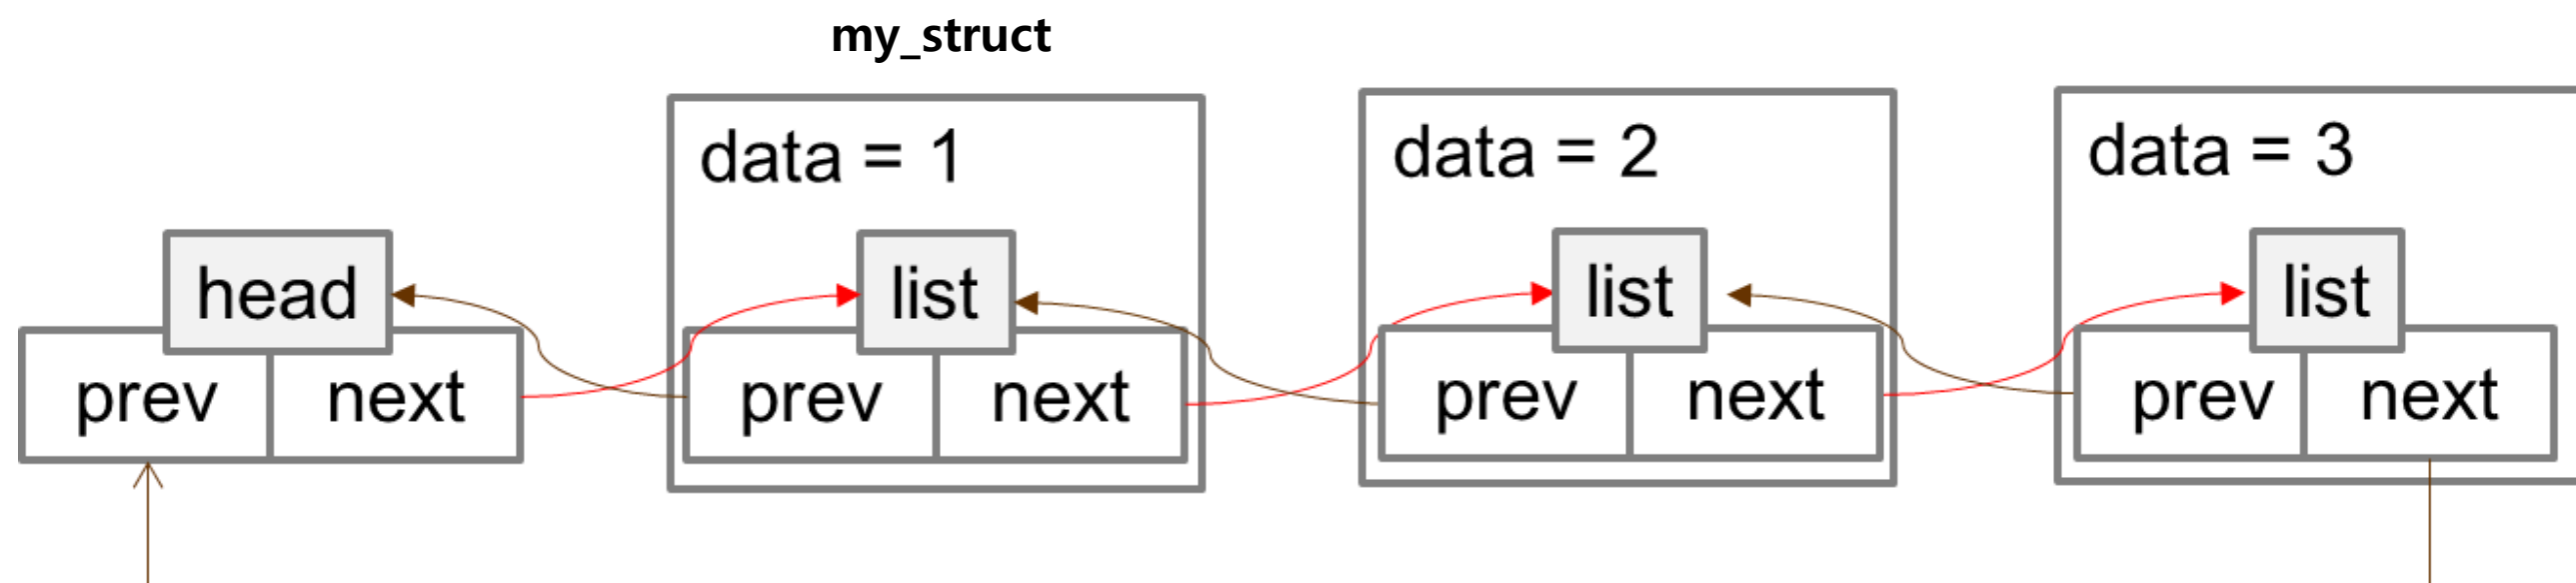 my_struct
data = 1
data = 2
data = 3
head
list
list
list
prev
next
prev
next
prev
next
prev
next